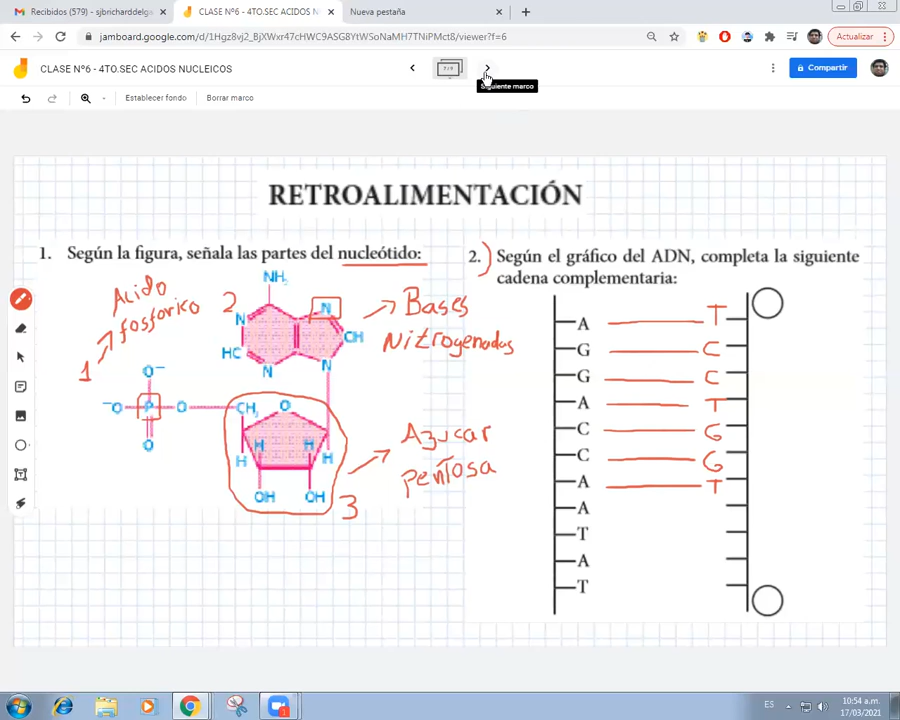 Recibidos (579) - sjbricharddelg
CLASE Nº6 - 4TO.SEC ACIDOS NUC
Nueva pestaña
jamboard.google.com/d/1Hgz8vj2_BjXWxr47cHWC9ASG8YtWSoNaMH7TNiPMct8/viewer?f=6
Actualizar
CLASE Nº6 - 4TO.SEC ACIDOS NUCLEICOS
Compartir
Siguiente marco
Establecer fondo
Borrar marco
RETROALIMENTACIÓN
1. Según la figura, señala las partes del nucleótido:
Acido
fosforico
1
2
NH₂
N
N
HC
N
N
CH
Bases
Nitrogenadas
O⁻
⁻O
P
O
O
CH₂
O
H
H
H
H
OH
OH
3
Azucar
pentosa
2.) Según el gráfico del ADN, completa la siguiente
cadena complementaria:
A T
G C
G C
A T
C G
C G
A T
A
T
A
T
ES
10:54 a.m.
17/03/2021